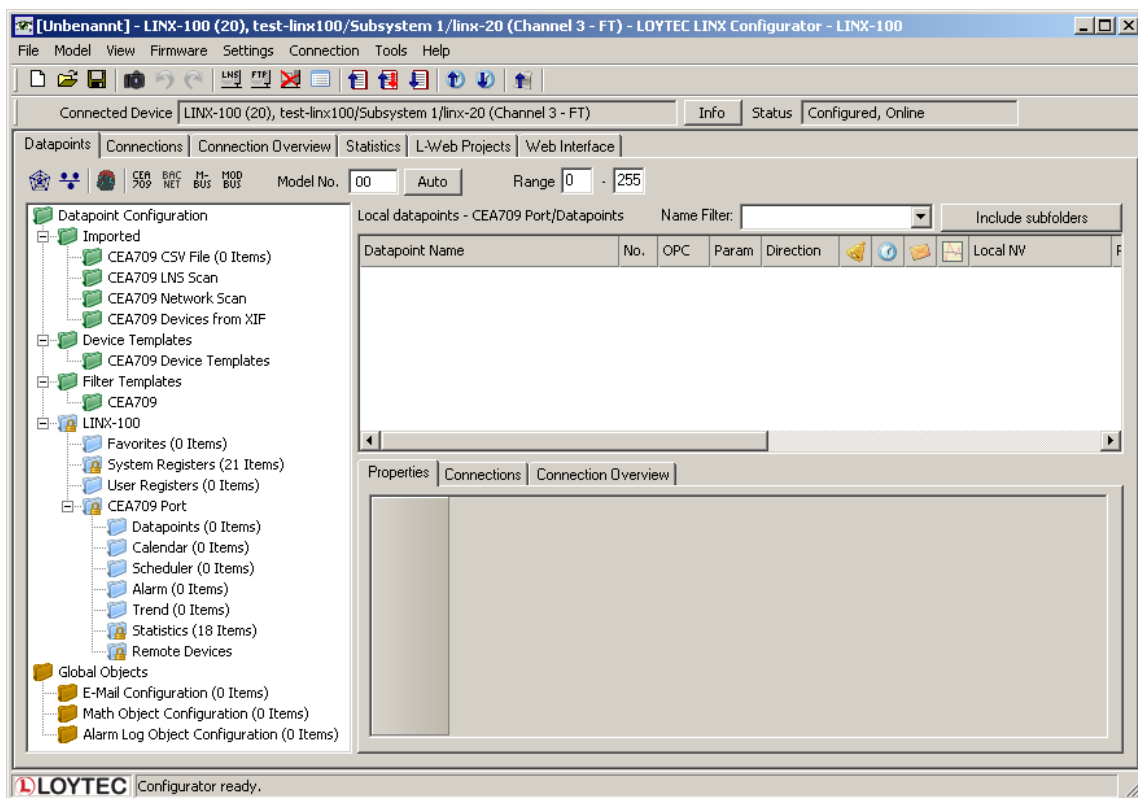 [Unbenannt] - LINX-100 (20), test-linx100/Subsystem 1/linx-20 (Channel 3 - FT) - LOYTEC LINX Configurator - LINX-100
File Model View Firmware Settings Connection Tools Help
LNS FTP
Connected Device LINX-100 (20), test-linx100/Subsystem 1/linx-20 (Channel 3 - FT) Info Status Configured, Online
Datapoints Connections Connection Overview Statistics L-Web Projects Web Interface
CEA 709 BAC NET M-BUS MOD BUS Model No. 00 Auto Range 0 - 255
Local datapoints - CEA709 Port/Datapoints Name Filter: Include subfolders
Datapoint Name No. OPC Param Direction Local NV
Datapoint Configuration
Imported
CEA709 CSV File (0 Items)
CEA709 LNS Scan
CEA709 Network Scan
CEA709 Devices from XIF
Device Templates
CEA709 Device Templates
Filter Templates
CEA709
LINX-100
Favorites (0 Items)
System Registers (21 Items)
User Registers (0 Items)
CEA709 Port
Datapoints (0 Items)
Calendar (0 Items)
Scheduler (0 Items)
Alarm (0 Items)
Trend (0 Items)
Statistics (18 Items)
Remote Devices
Global Objects
E-Mail Configuration (0 Items)
Math Object Configuration (0 Items)
Alarm Log Object Configuration (0 Items)
Properties Connections Connection Overview
LOYTEC Configurator ready.